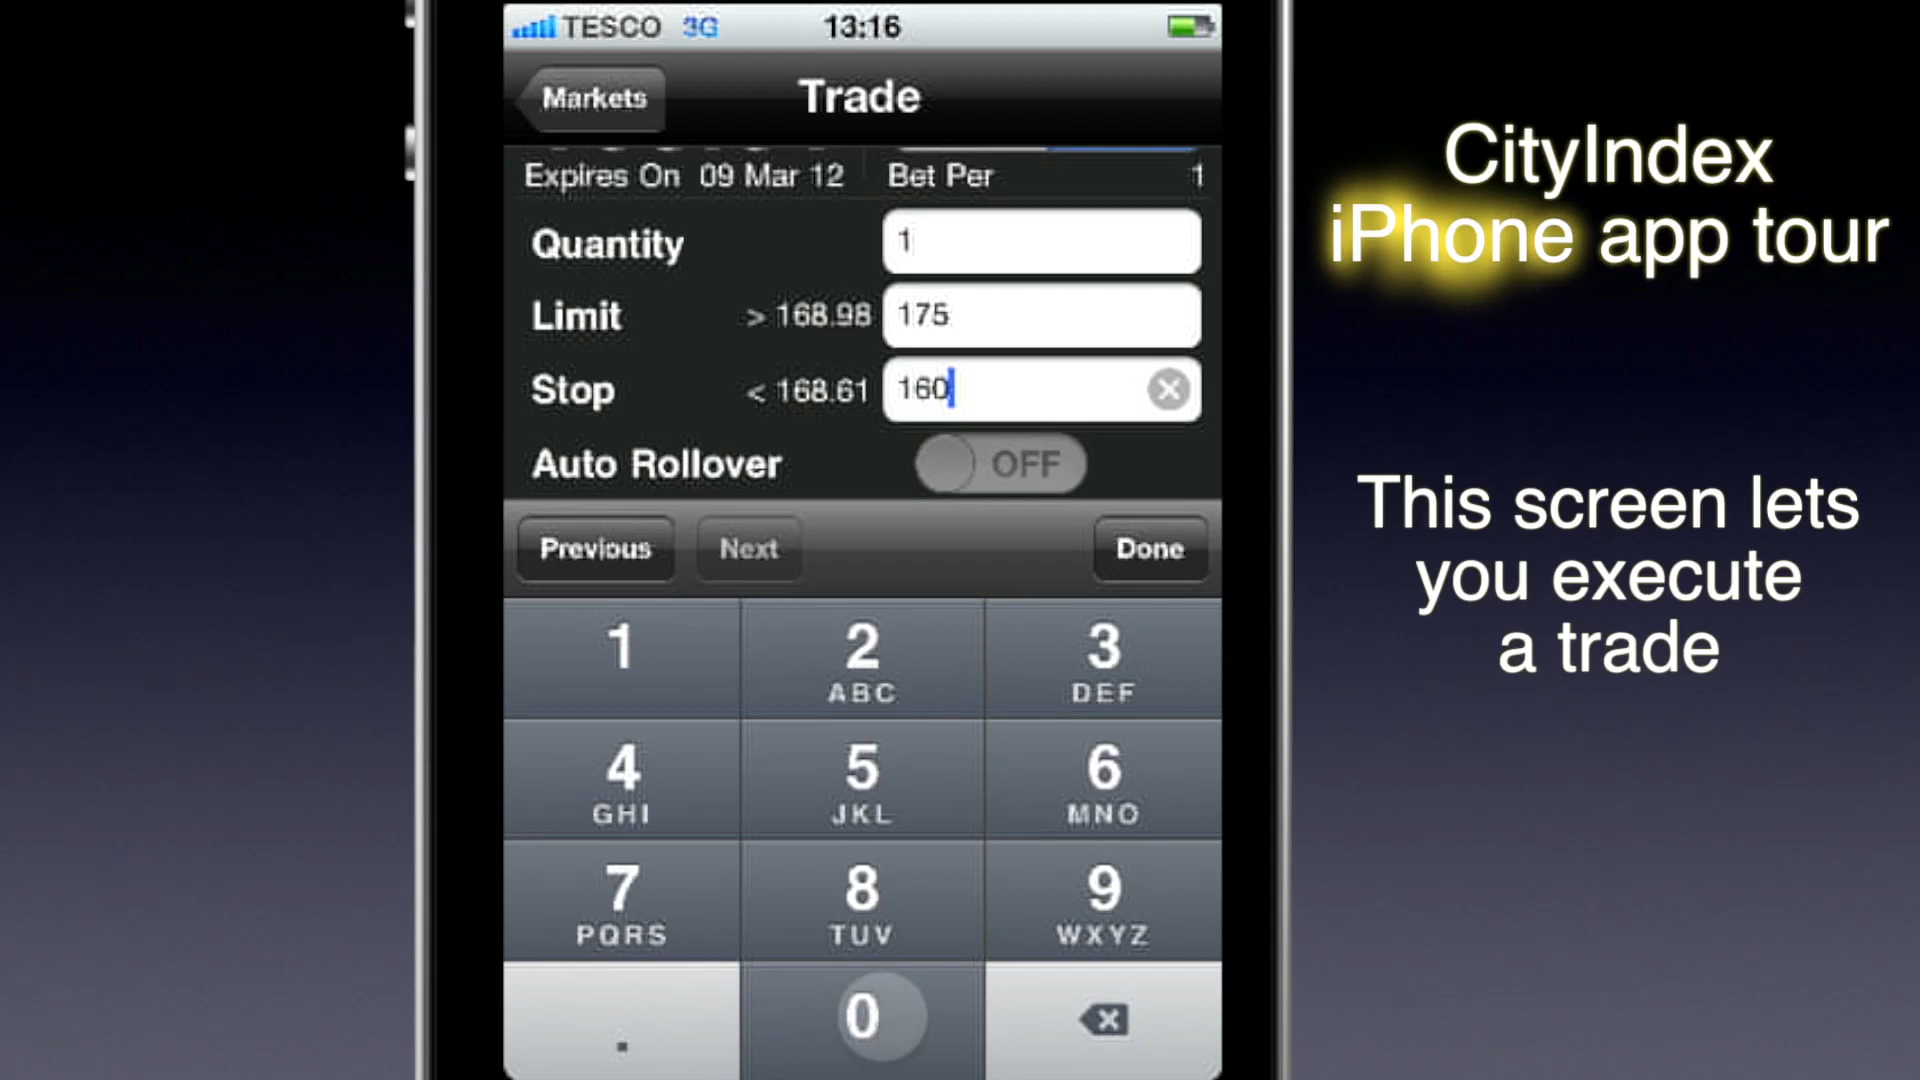 TESCO 3G 13:16
Markets Trade
Expires On 09 Mar 12 Bet Per 1
Quantity 1
Limit > 168.98 175
Stop < 168.61 160
Auto Rollover OFF
Previous Next Done
1 2 3
ABC DEF
4 5 6
GHI JKL MNO
7 8 9
PQRS TUV WXYZ
. 0
CityIndex
iPhone app tour
This screen lets
you execute
a trade